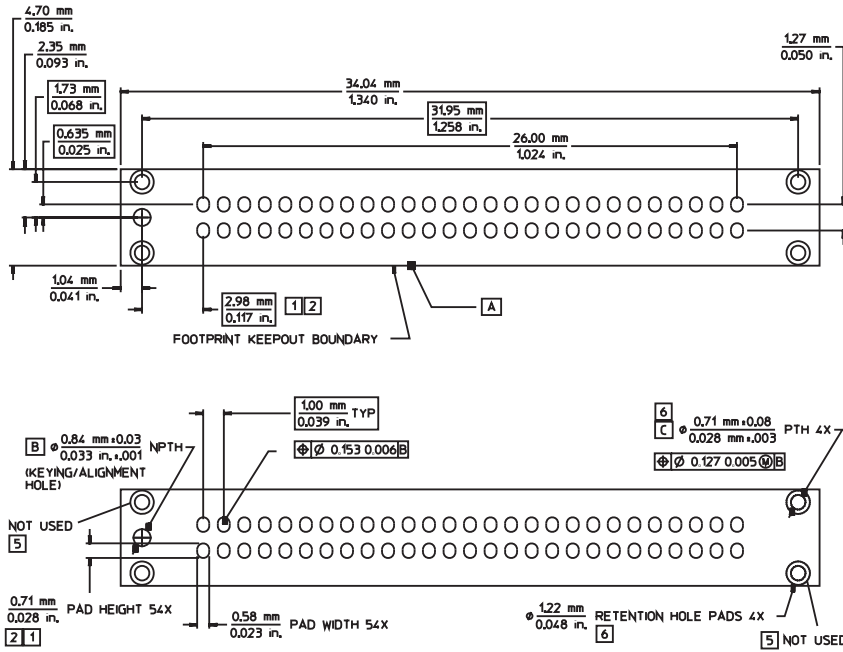 4.70 mm
0.185 in.
2.35 mm
0.093 in.
1.73 mm
0.068 in.
0.635 mm
0.025 in.
34.04 mm
1.340 in.
31.95 mm
1.258 in.
26.00 mm
1.024 in.
1.27 mm
0.050 in.
1.04 mm
0.041 in.
2.98 mm
0.117 in.
1 2
A
FOOTPRINT KEEPOUT BOUNDARY
1.00 mm TYP
0.039 in.
⌖ Ø 0.153 0.006 B
B ø 0.84 mm±0.03 NPTH
0.033 in.±.001
(KEYING/ALIGNMENT
HOLE)
NOT USED
5
6
C ø 0.71 mm±0.08 PTH 4X
0.028 mm±.003
⌖ Ø 0.127 0.005 Ⓜ B
0.71 mm PAD HEIGHT 54X
0.028 in.
2 1
0.58 mm PAD WIDTH 54X
0.023 in.
ø 1.22 mm RETENTION HOLE PADS 4X
0.048 in.
6
5 NOT USED